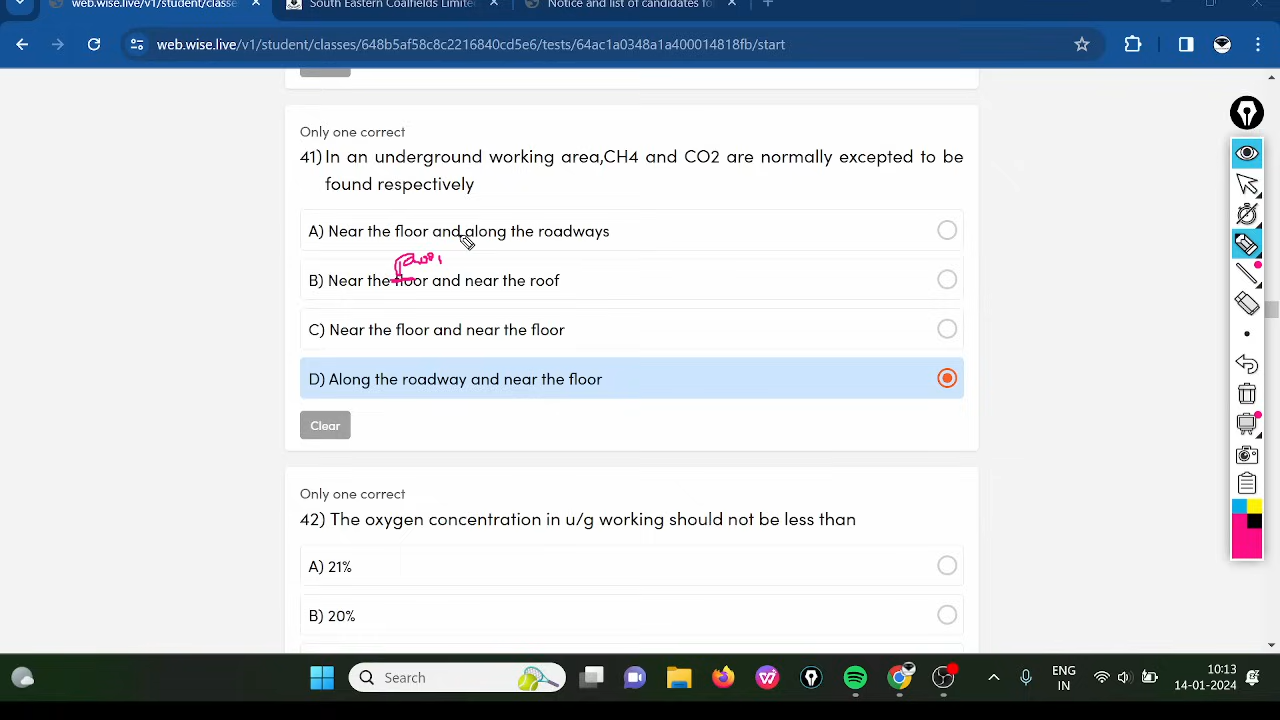 web.wise.live/v1/student/classe
South Eastern Coalfields Limite
Notice and list of candidates fo
web.wise.live/v1/student/classes/648b5af58c8c2216840cd5e6/tests/64ac1a0348a1a400014818fb/start
Only one correct
41) In an underground working area,CH4 and CO2 are normally excepted to be
found respectively
A) Near the floor and along the roadways
B) Near the floor and near the roof
C) Near the floor and near the floor
D) Along the roadway and near the floor
Clear
Only one correct
42) The oxygen concentration in u/g working should not be less than
A) 21%
B) 20%
Search
ENG
IN
10:13
14-01-2024